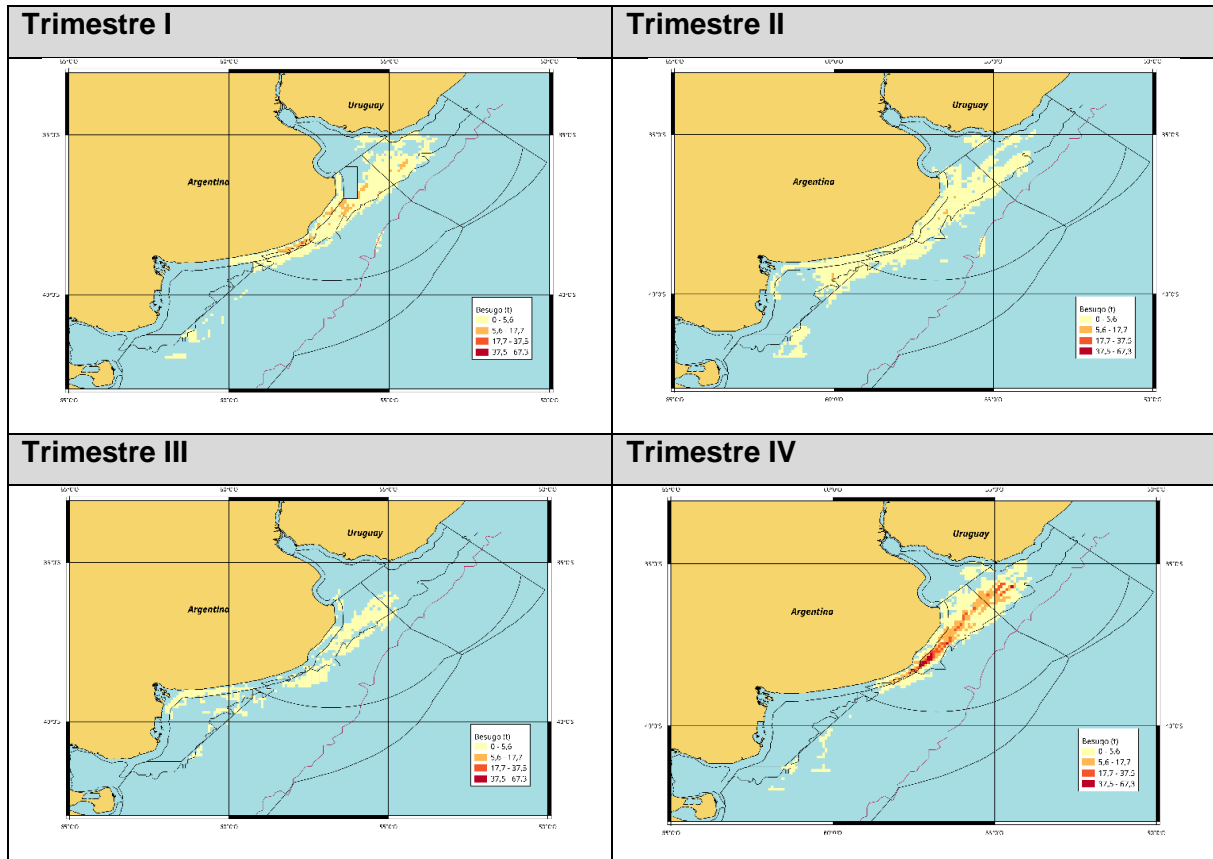 Trimestre I
Uruguay
Argentina
Besugo (t)
0 - 5,6
5,6 - 17,7
17,7 - 37,5
37,5 - 67,3
Trimestre II
Uruguay
Argentina
Besugo (t)
0 - 5,6
5,6 - 17,7
17,7 - 37,5
37,5 - 67,3
Trimestre III
Uruguay
Argentina
Besugo (t)
0 - 5,6
5,6 - 17,7
17,7 - 37,5
37,5 - 67,3
Trimestre IV
Uruguay
Argentina
Besugo (t)
0 - 5,6
5,6 - 17,7
17,7 - 37,5
37,5 - 67,3